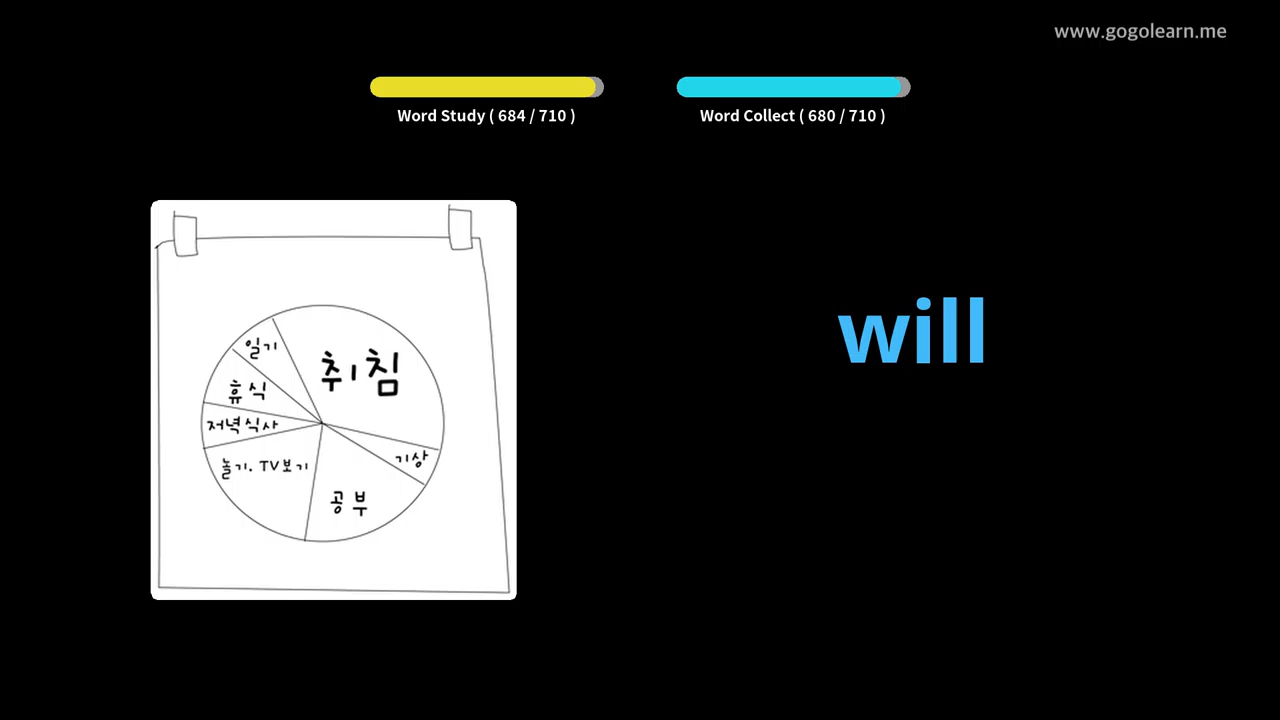 www.gogolearn.me
Word Study ( 684 / 710 )
Word Collect ( 680 / 710 )
will
일기
취침
휴식
저녁식사
기상
놀기. TV보기
공부